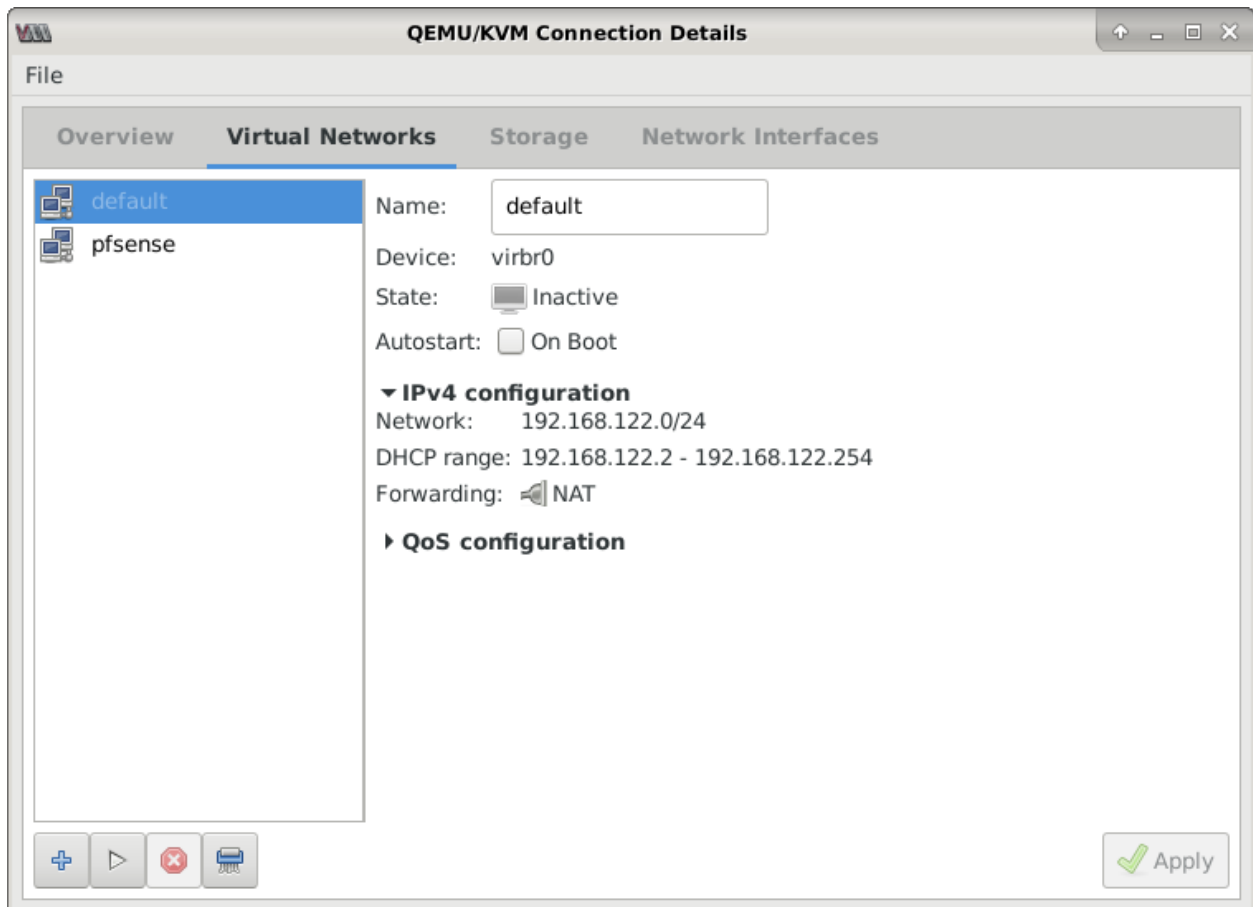 QEMU/KVM Connection Details
File
Overview Virtual Networks Storage Network Interfaces
default
pfsense
Name: default
Device: virbr0
State: Inactive
Autostart: On Boot
IPv4 configuration
Network: 192.168.122.0/24
DHCP range: 192.168.122.2 - 192.168.122.254
Forwarding: NAT
QoS configuration
Apply